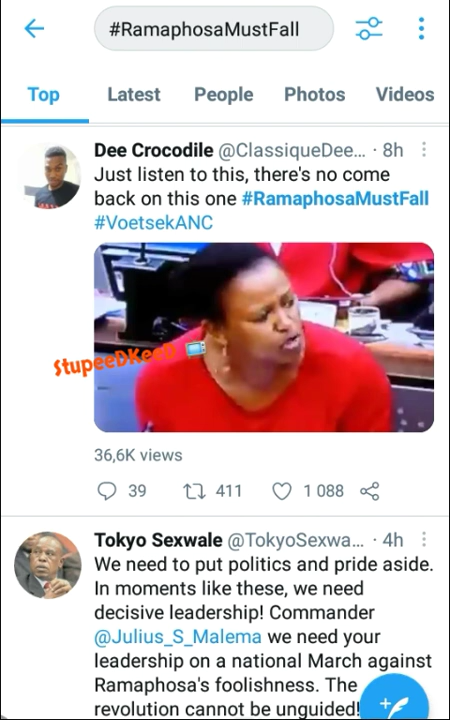 #RamaphosaMustFall
Top Latest People Photos Videos
Dee Crocodile @ClassiqueDee... · 8h
Just listen to this, there's no come
back on this one #RamaphosaMustFall
#VoetsekANC
StupeeDKeeD
36,6K views
39 411 1 088
Tokyo Sexwale @TokyoSexwa... · 4h
We need to put politics and pride aside.
In moments like these, we need
decisive leadership! Commander
@Julius_S_Malema we need your
leadership on a national March against
Ramaphosa's foolishness. The
revolution cannot be unguided!